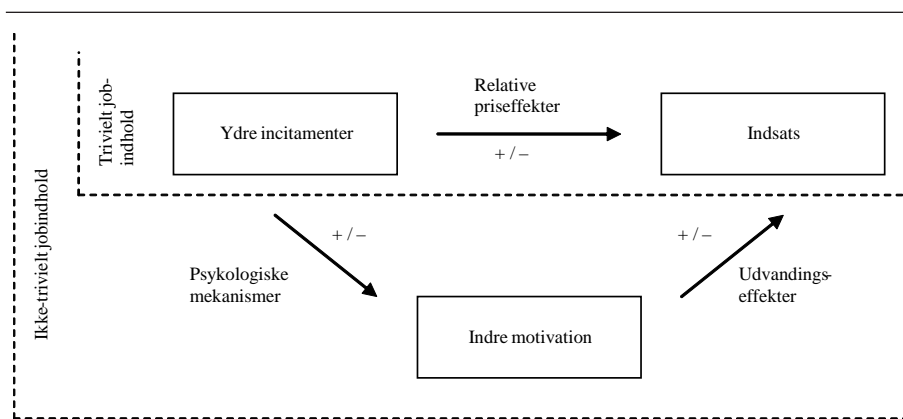 Ikke-trivielt jobindhold
Trivielt job-
indhold
Ydre incitamenter
Relative
priseffekter
+ / –
Indsats
+ / –
Psykologiske
mekanismer
+ / –
Udvandings-
effekter
Indre motivation